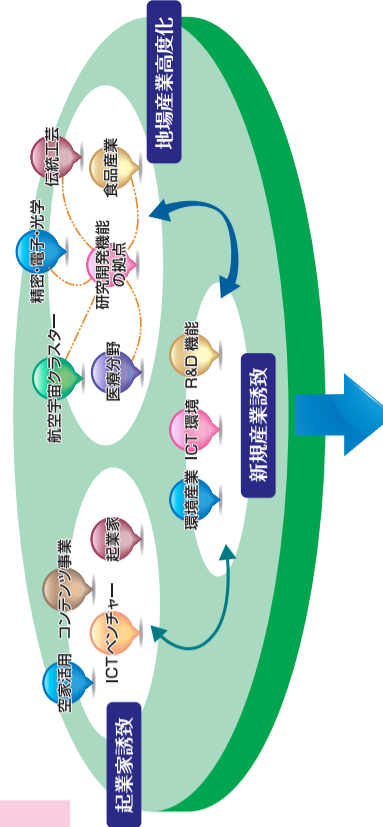 起業家誘致
空家活用
コンテンツ事業
ICTベンチャー
起業家
新規産業誘致
環境産業
ICT 環境
R&D 機能
地場産業高度化
航空宇宙クラスター
精密・電子・光学
伝統工芸
医療分野
研究開発機能
の拠点
食品産業